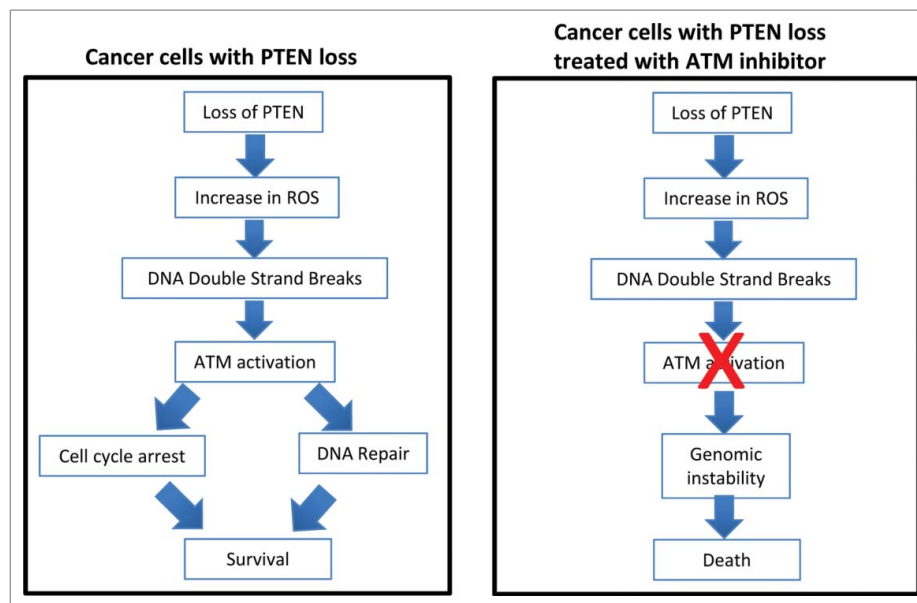 Cancer cells with PTEN loss
Loss of PTEN
Increase in ROS
DNA Double Strand Breaks
ATM activation
Cell cycle arrest
DNA Repair
Survival
Cancer cells with PTEN loss
treated with ATM inhibitor
Loss of PTEN
Increase in ROS
DNA Double Strand Breaks
ATM activation
Genomic
instability
Death